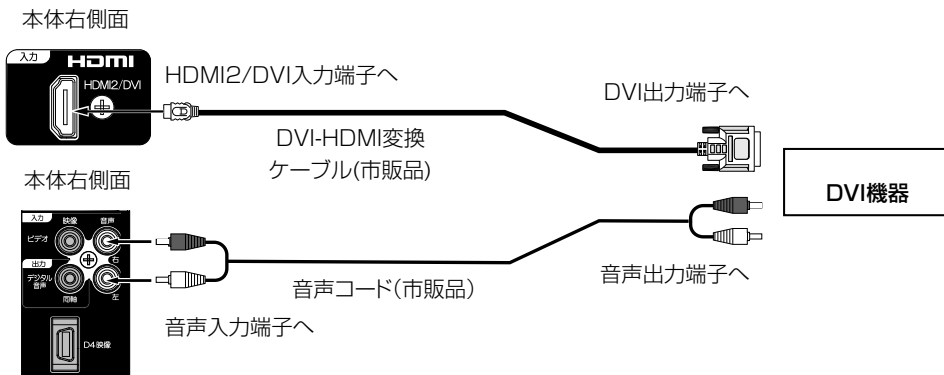 本体右側面
入力
HDMI
HDMI2/DVI
HDMI2/DVI入力端子へ
DVI出力端子へ
DVI-HDMI変換
ケーブル(市販品)
DVI機器
本体右側面
入力 映像 音声
ビデオ
右
出力
デジタル
音声
同軸
左
D4映像
音声コード(市販品)
音声入力端子へ
音声出力端子へ